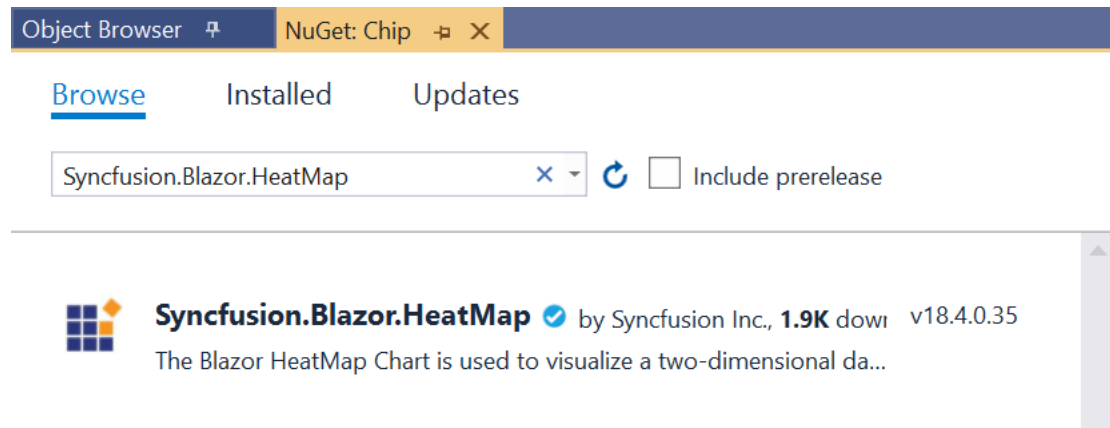 Object Browser NuGet: Chip
Browse Installed Updates
Syncfusion.Blazor.HeatMap Include prerelease
Syncfusion.Blazor.HeatMap by Syncfusion Inc., 1.9K dow v18.4.0.35
The Blazor HeatMap Chart is used to visualize a two-dimensional da...